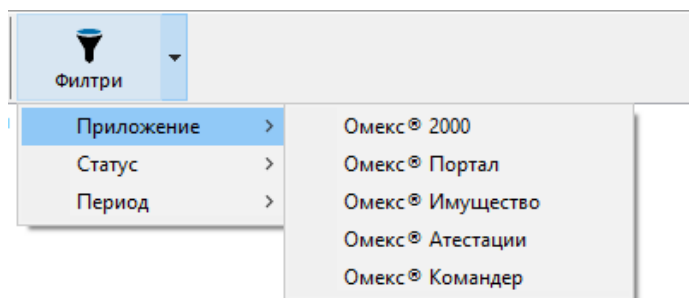 Филтри
Приложение
Статус
Период
Омекс® 2000
Омекс® Портал
Омекс® Имущество
Омекс® Атестации
Омекс® Командер